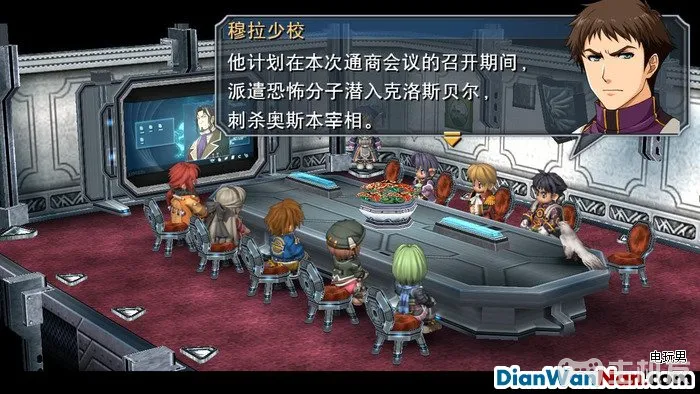 穆拉少校
他计划在本次通商会议的召开期间，
派遣恐怖分子潜入克洛斯贝尔，
刺杀奥斯本宰相。
电玩男
DianWanNan.com